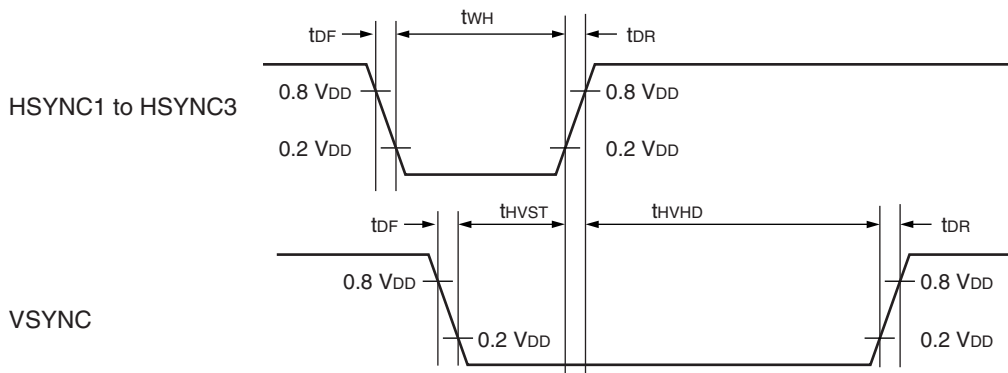 tWH
tDF
tDR
0.8 VDD
0.8 VDD
HSYNC1 to HSYNC3
0.2 VDD
0.2 VDD
tDF
tHVST
tHVHD
tDR
0.8 VDD
0.8 VDD
VSYNC
0.2 VDD
0.2 VDD